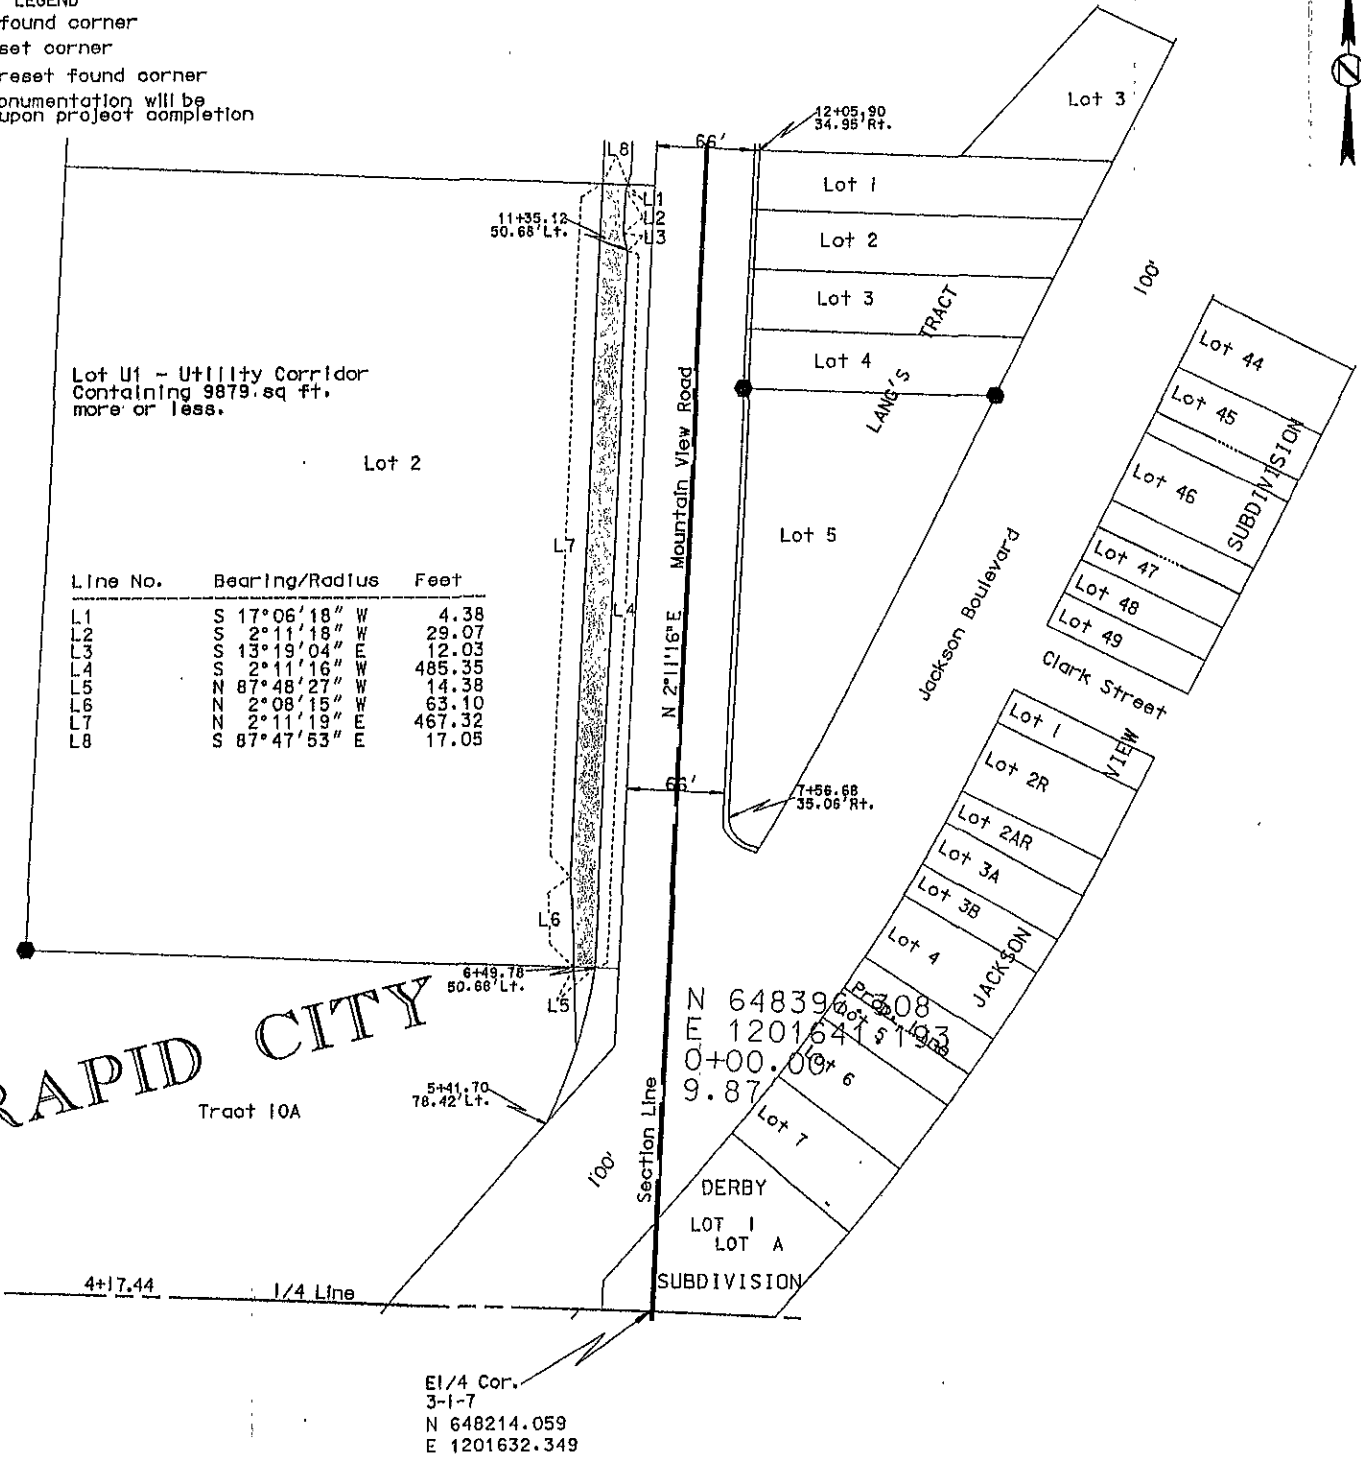 LEGEND
found corner
set corner
reset found corner
onumentation will be
upon project completion
N
Lot 3
12+05.90
34.95'Rt.
66'
L8
L1
L2
L3
11+35.12
50.68'Lt.
Lot 1
Lot 2
Lot 3
Lot 4
LANG'S TRACT
100'
Lot U1 - Utility Corridor
Containing 9879 sq ft.
more or less.
Lot 2
Mountain View Road
N 2°11'16" E
Lot 5
Jackson Boulevard
Lot 44
Lot 45
Lot 46
Lot 47
Lot 48
Lot 49
SUBDIVISION
Clark Street
L7
L4
Line No. Bearing/Radius Feet
L1 S 17°06'18" W 4.38
L2 S 2°11'18" W 29.07
L3 S 13°19'04" E 12.03
L4 S 2°11'16" W 485.35
L5 N 87°48'27" W 14.38
L6 N 2°08'15" W 63.10
L7 N 2°11'19" E 467.32
L8 S 87°47'53" E 17.05
66'
7+56.68
35.06'Rt.
Lot 1
VIEW
Lot 2R
Lot 2AR
Lot 3A
Lot 3B
Lot 4
JACKSON
Prop. Line
Lot 5
Lot 6
Lot 7
L6
6+49.78
50.68'Lt.
L5
RAPID CITY
Tract 10A
5+41.70
78.42'Lt.
N 648396.308
E 1201641.193
0+00.00
9.87
Section Line
100'
DERBY
LOT 1
LOT A
SUBDIVISION
4+17.44
1/4 Line
E1/4 Cor.
3-1-7
N 648214.059
E 1201632.349